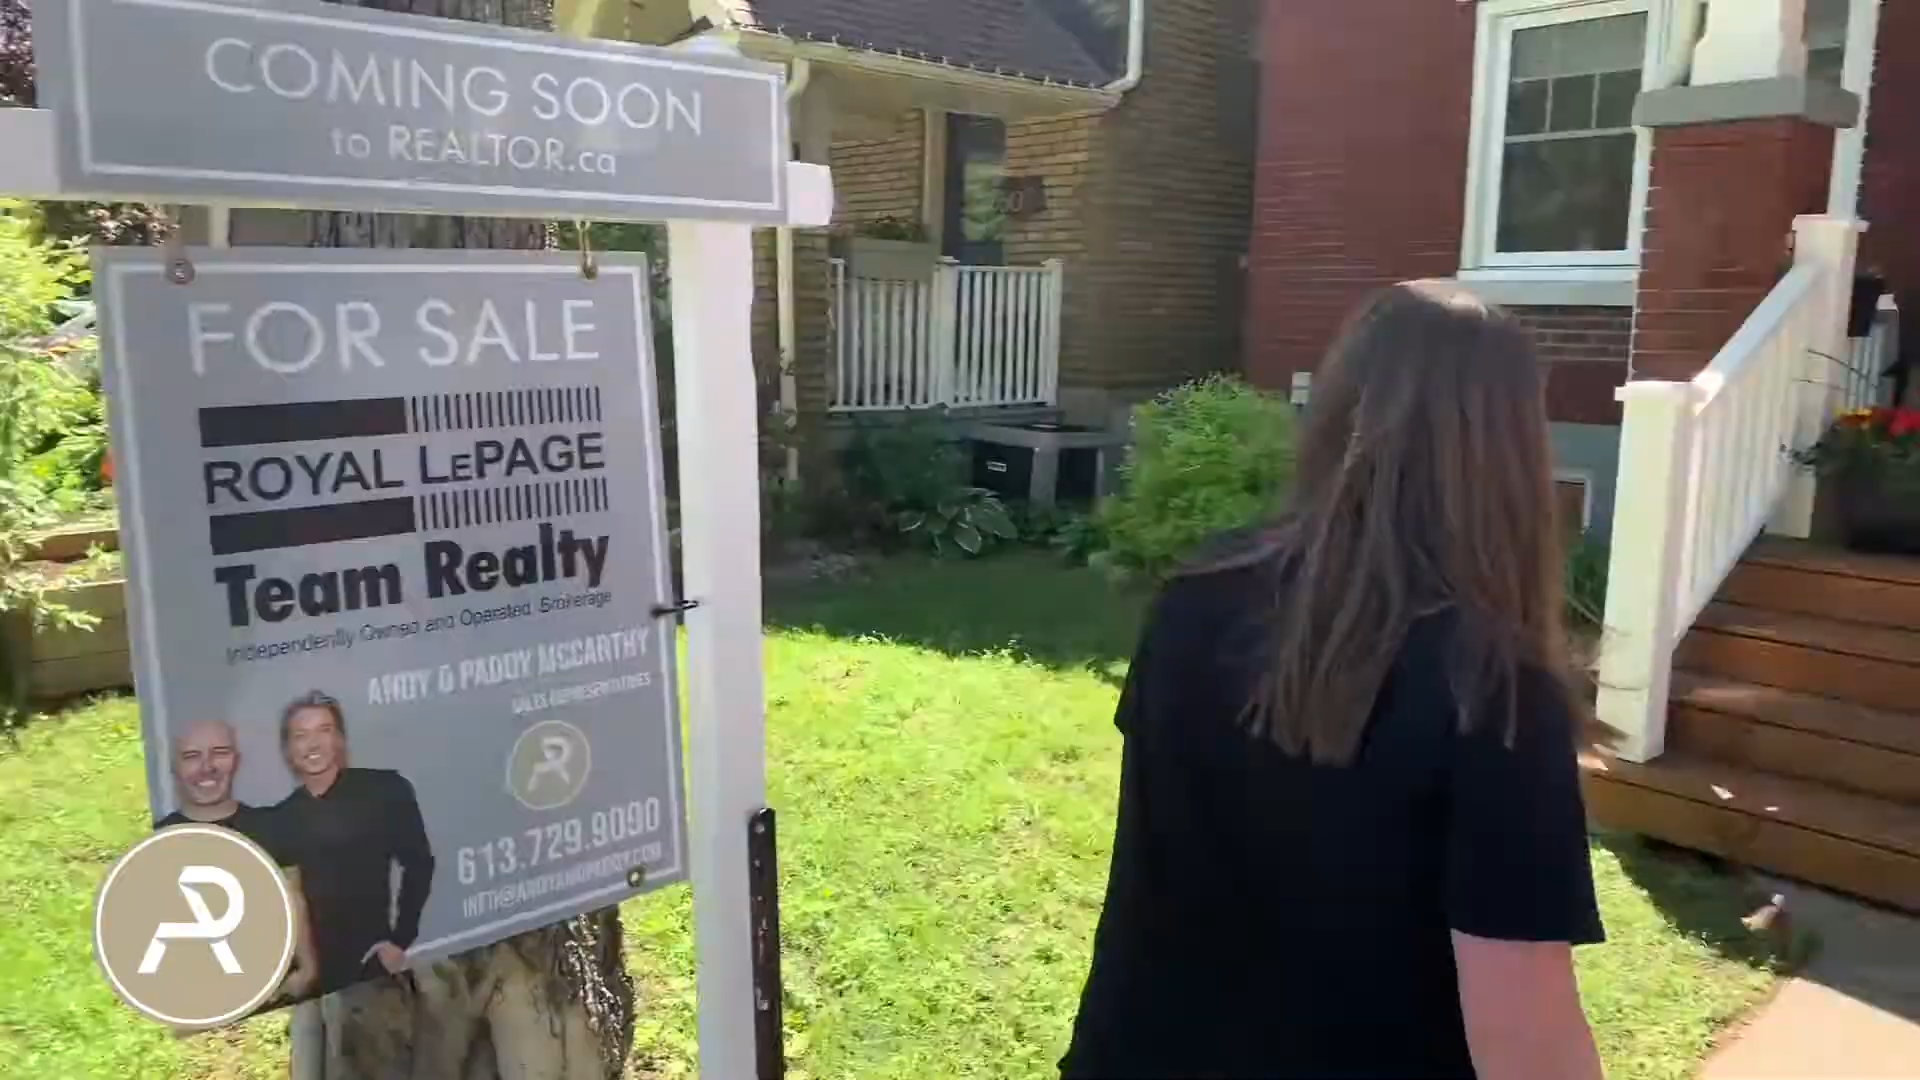 COMING SOON
to REALTOR.ca
FOR SALE
ROYAL LEPAGE
Team Realty
Independently Owned and Operated, Brokerage
ANDY & PADDY MCCARTHY
SALES REPRESENTATIVES
613.729.9090